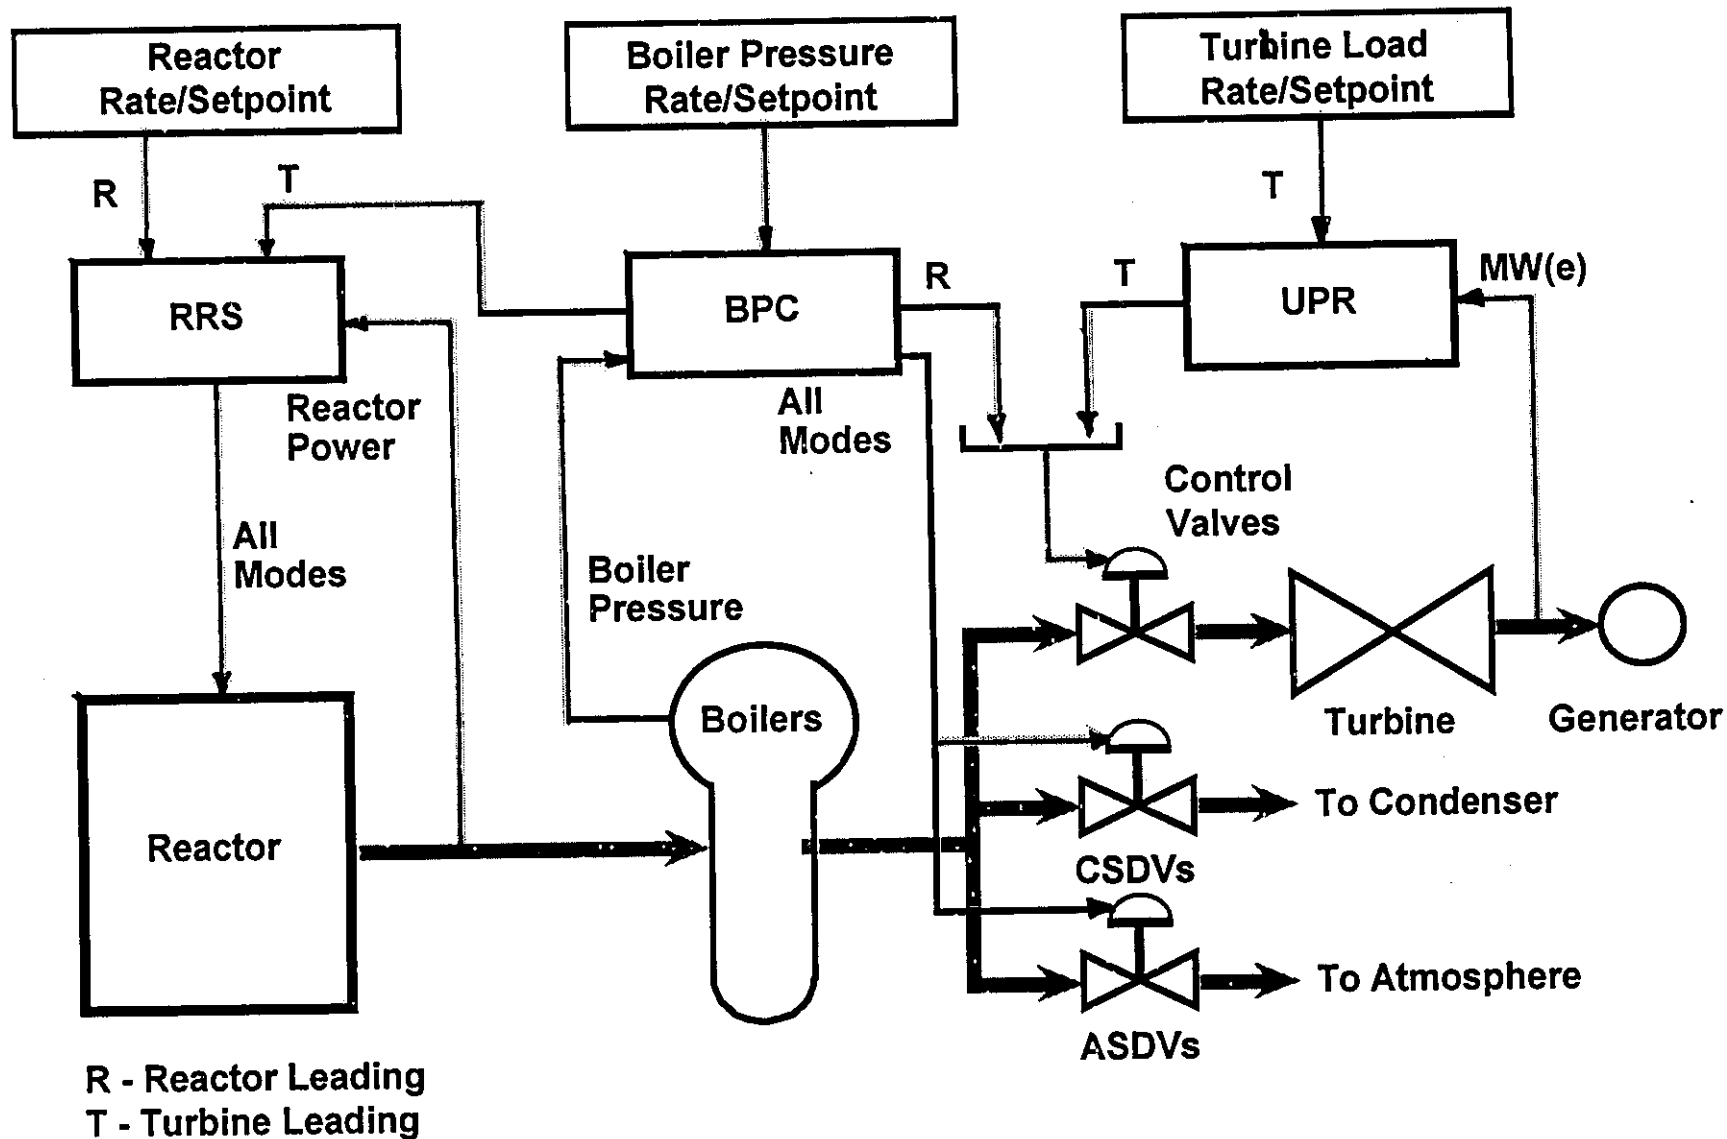 Reactor
Rate/Setpoint
Boiler Pressure
Rate/Setpoint
Turbine Load
Rate/Setpoint
R
T
T
RRS
BPC
R
T
UPR
MW(e)
Reactor
Power
All
Modes
All
Modes
Control
Valves
Boiler
Pressure
Boilers
Turbine
Generator
Reactor
To Condenser
CSDVs
To Atmosphere
ASDVs
R - Reactor Leading
T - Turbine Leading